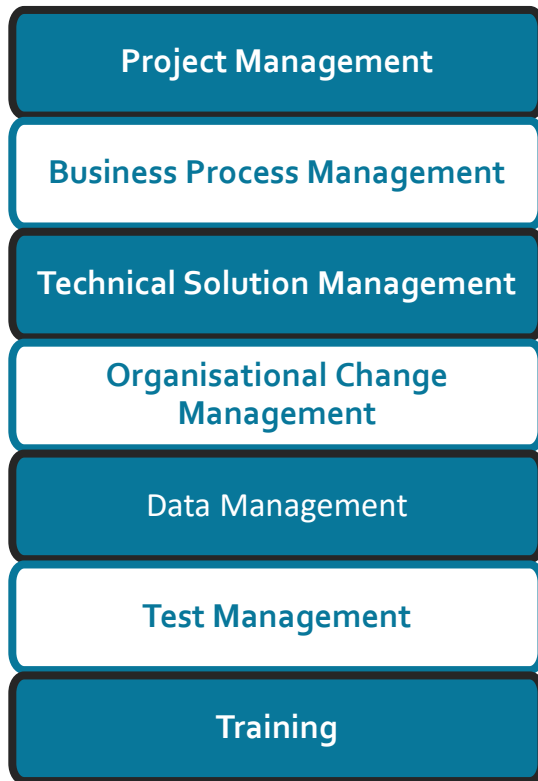 Project Management
Business Process Management
Technical Solution Management
Organisational Change
Management
Data Management
Test Management
Training